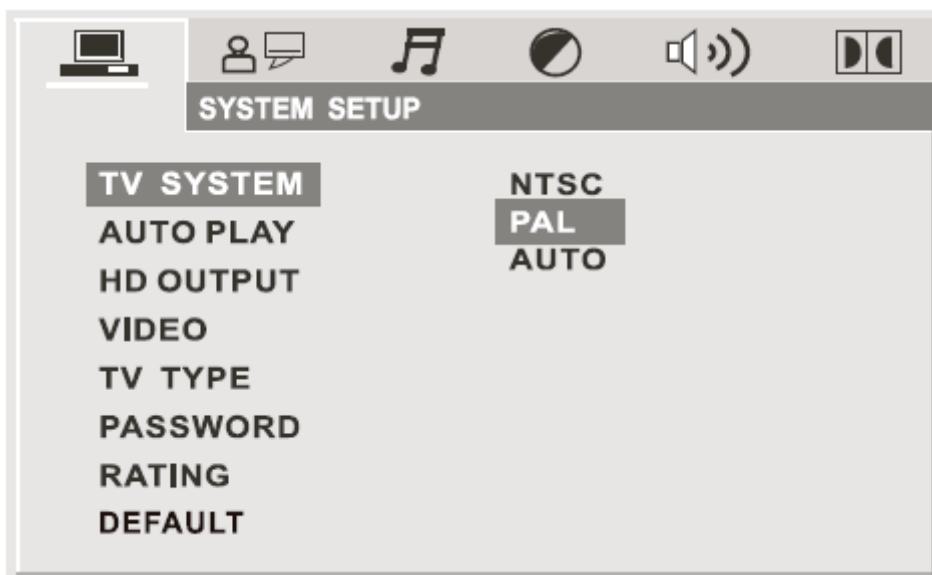 SYSTEM SETUP
TV SYSTEM
AUTO PLAY
HD OUTPUT
VIDEO
TV TYPE
PASSWORD
RATING
DEFAULT
NTSC
PAL
AUTO